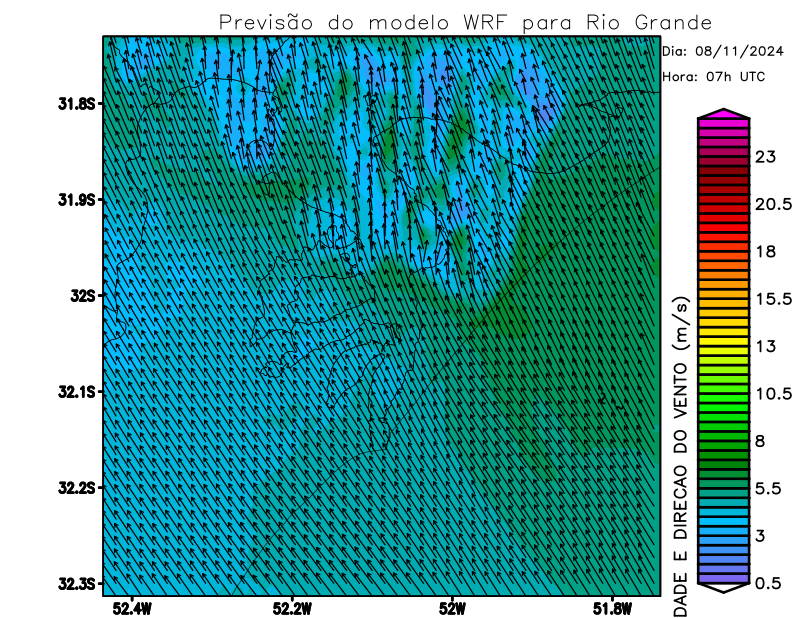 Previsão do modelo WRF para Rio Grande
Dia: 08/11/2024
Hora: 07h UTC
31.8S
31.9S
32S
32.1S
32.2S
32.3S
52.4W
52.2W
52W
51.8W
23
20.5
18
15.5
13
10.5
8
5.5
3
0.5
DADE E DIRECAO DO VENTO (m/s)